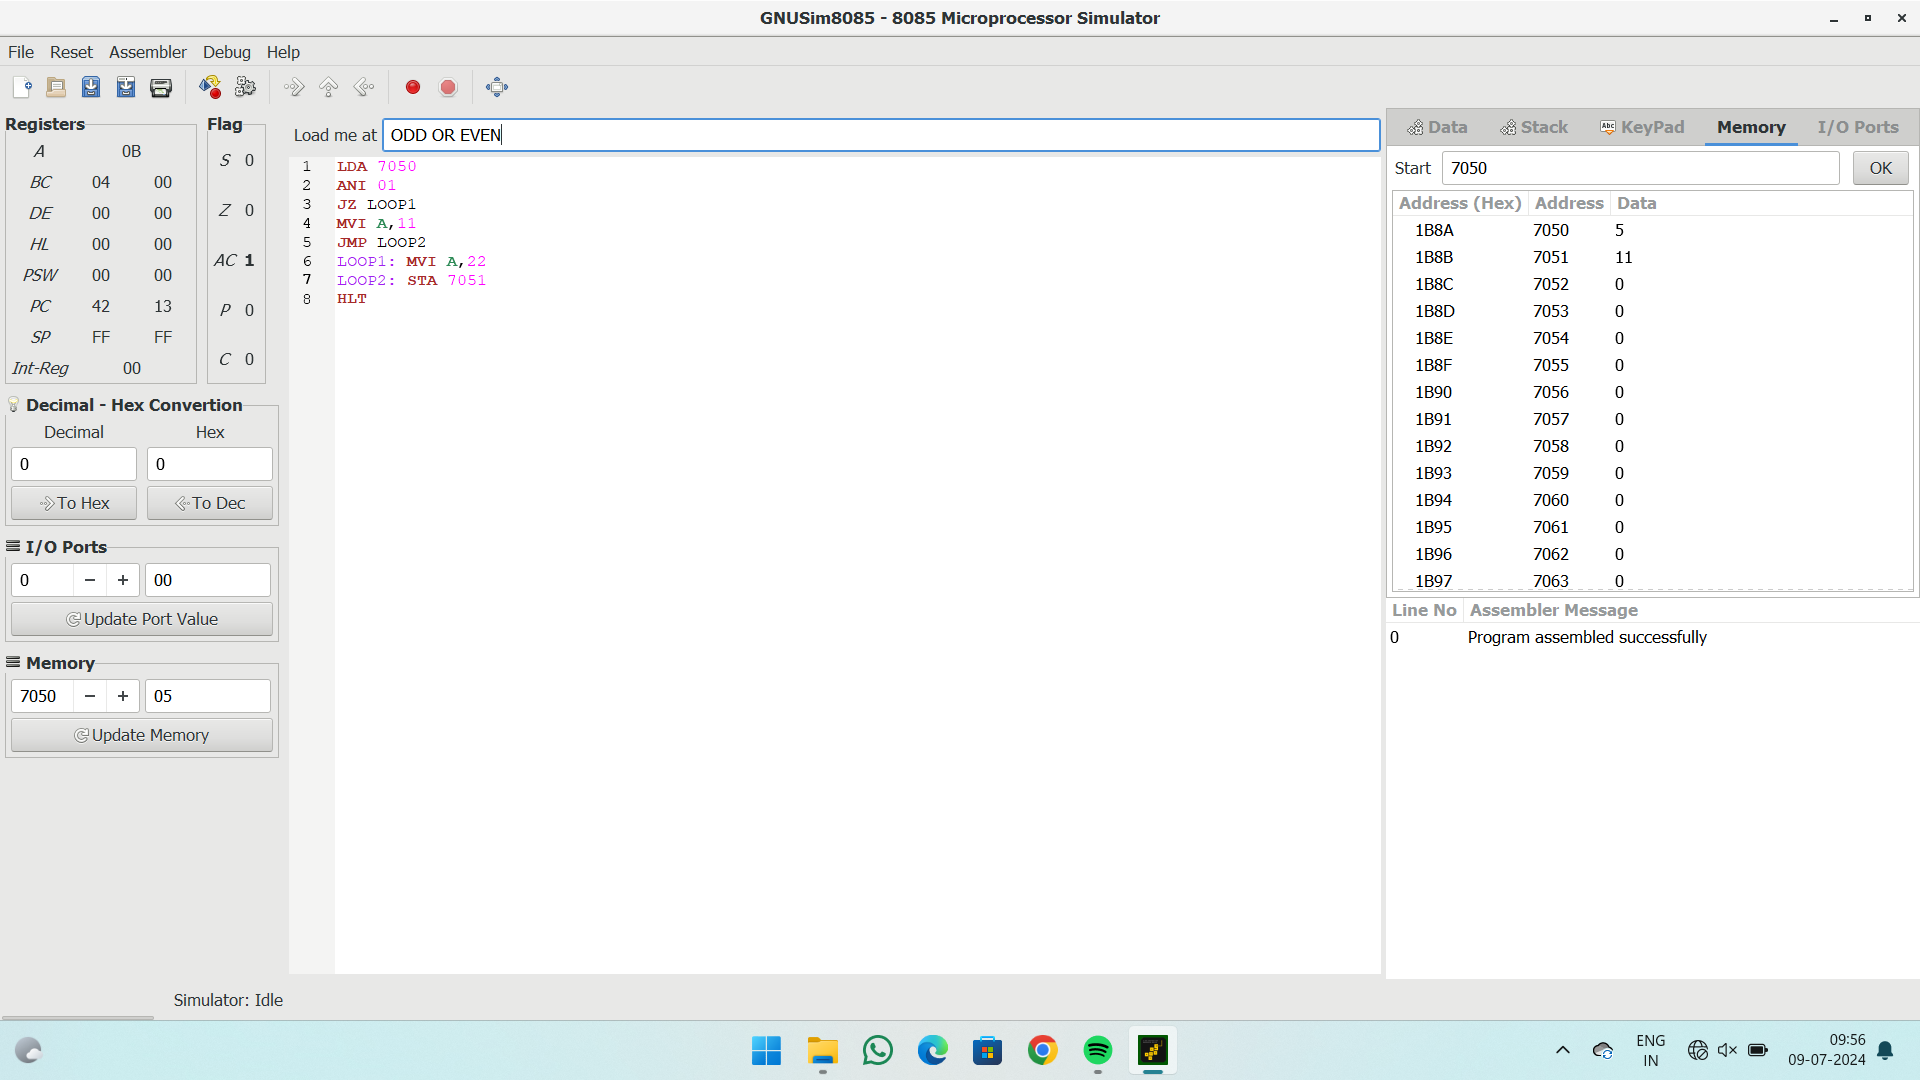 GNUSim8085 - 8085 Microprocessor Simulator
File Reset Assembler Debug Help
Registers
A 0B
BC 04 00
DE 00 00
HL 00 00
PSW 00 00
PC 42 13
SP FF FF
Int-Reg 00
Flag
S 0
Z 0
AC 1
P 0
C 0
Decimal - Hex Convertion
Decimal Hex
0 0
To Hex To Dec
I/O Ports
0 − + 00
Update Port Value
Memory
7050 − + 05
Update Memory
Load me at ODD OR EVEN
1 LDA 7050
2 ANI 01
3 JZ LOOP1
4 MVI A,11
5 JMP LOOP2
6 LOOP1: MVI A,22
7 LOOP2: STA 7051
8 HLT
Data Stack Abc KeyPad Memory I/O Ports
Start 7050 OK
Address (Hex) Address Data
1B8A 7050 5
1B8B 7051 11
1B8C 7052 0
1B8D 7053 0
1B8E 7054 0
1B8F 7055 0
1B90 7056 0
1B91 7057 0
1B92 7058 0
1B93 7059 0
1B94 7060 0
1B95 7061 0
1B96 7062 0
1B97 7063 0
Line No Assembler Message
0 Program assembled successfully
Simulator: Idle
ENG
IN
09:56
09-07-2024